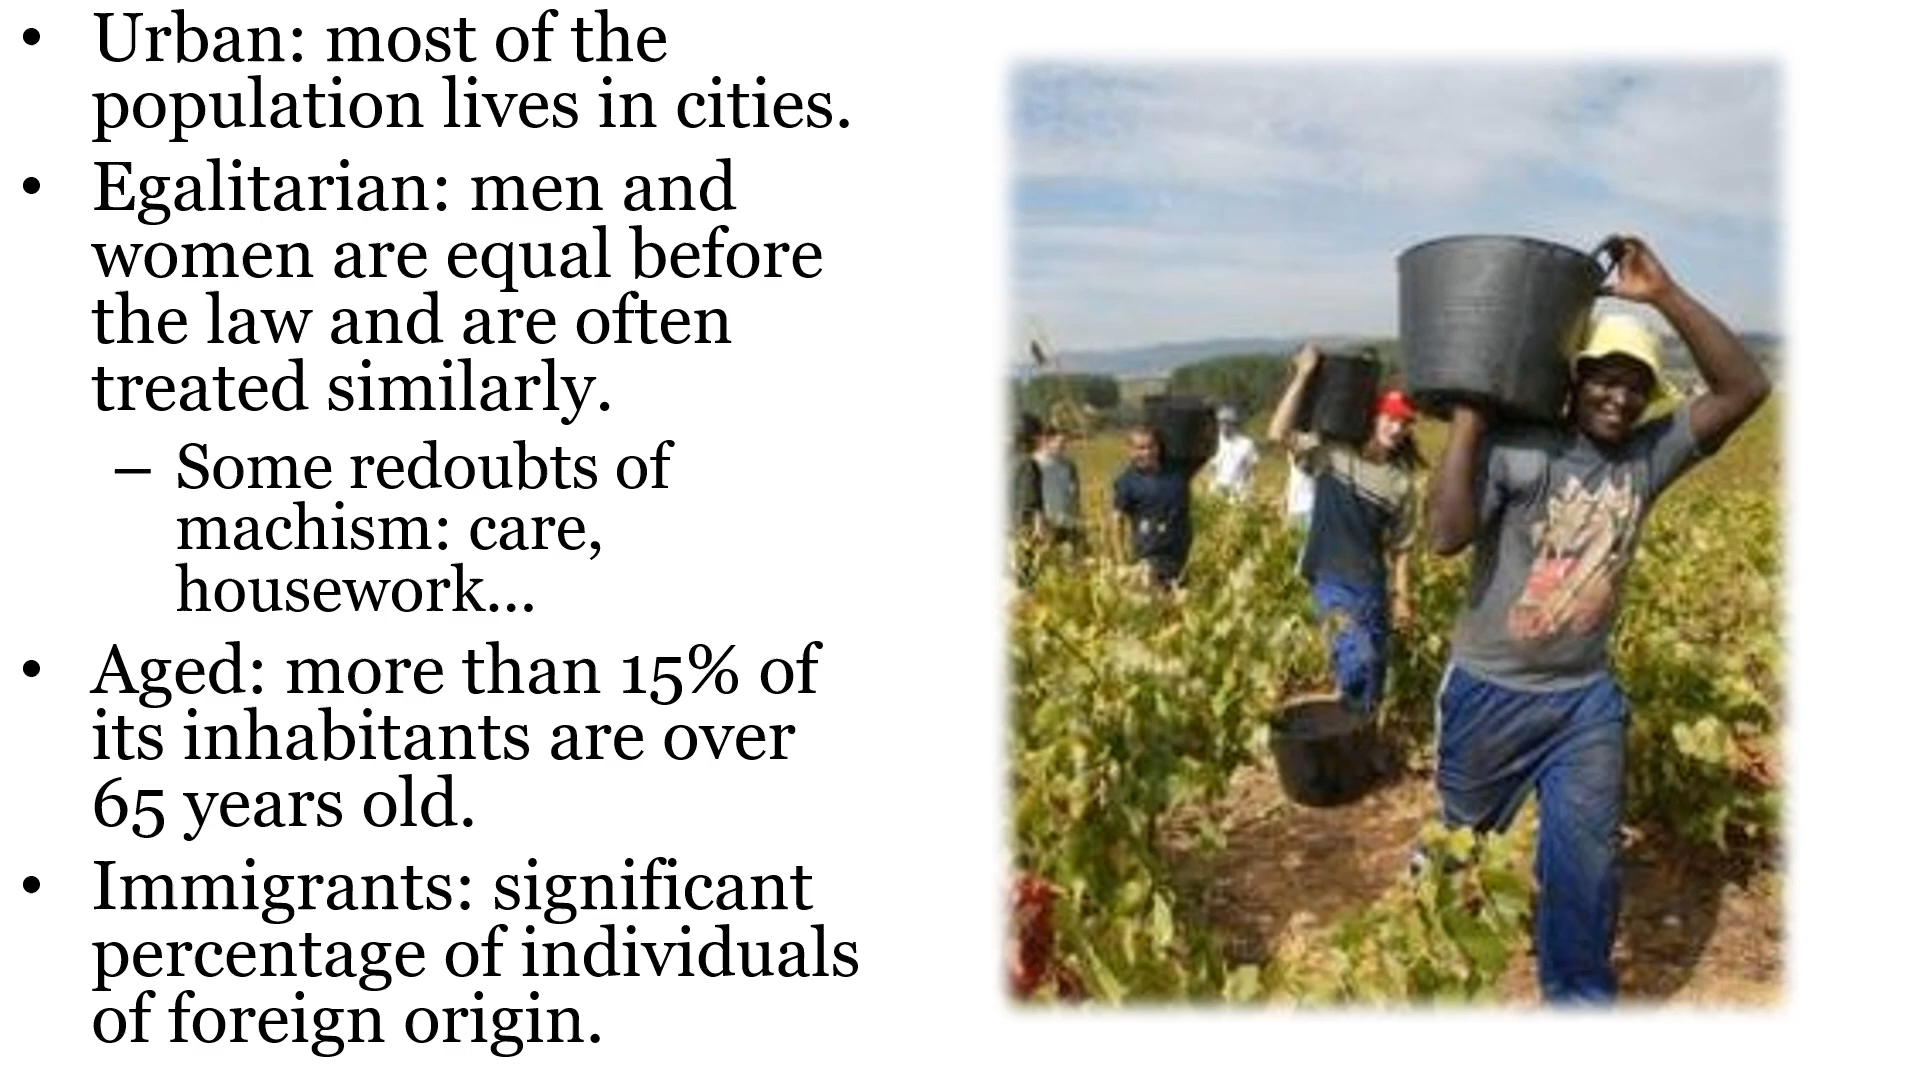 • Urban: most of the
population lives in cities.
• Egalitarian: men and
women are equal before
the law and are often
treated similarly.
– Some redoubts of
machism: care,
housework...
• Aged: more than 15% of
its inhabitants are over
65 years old.
• Immigrants: significant
percentage of individuals
of foreign origin.